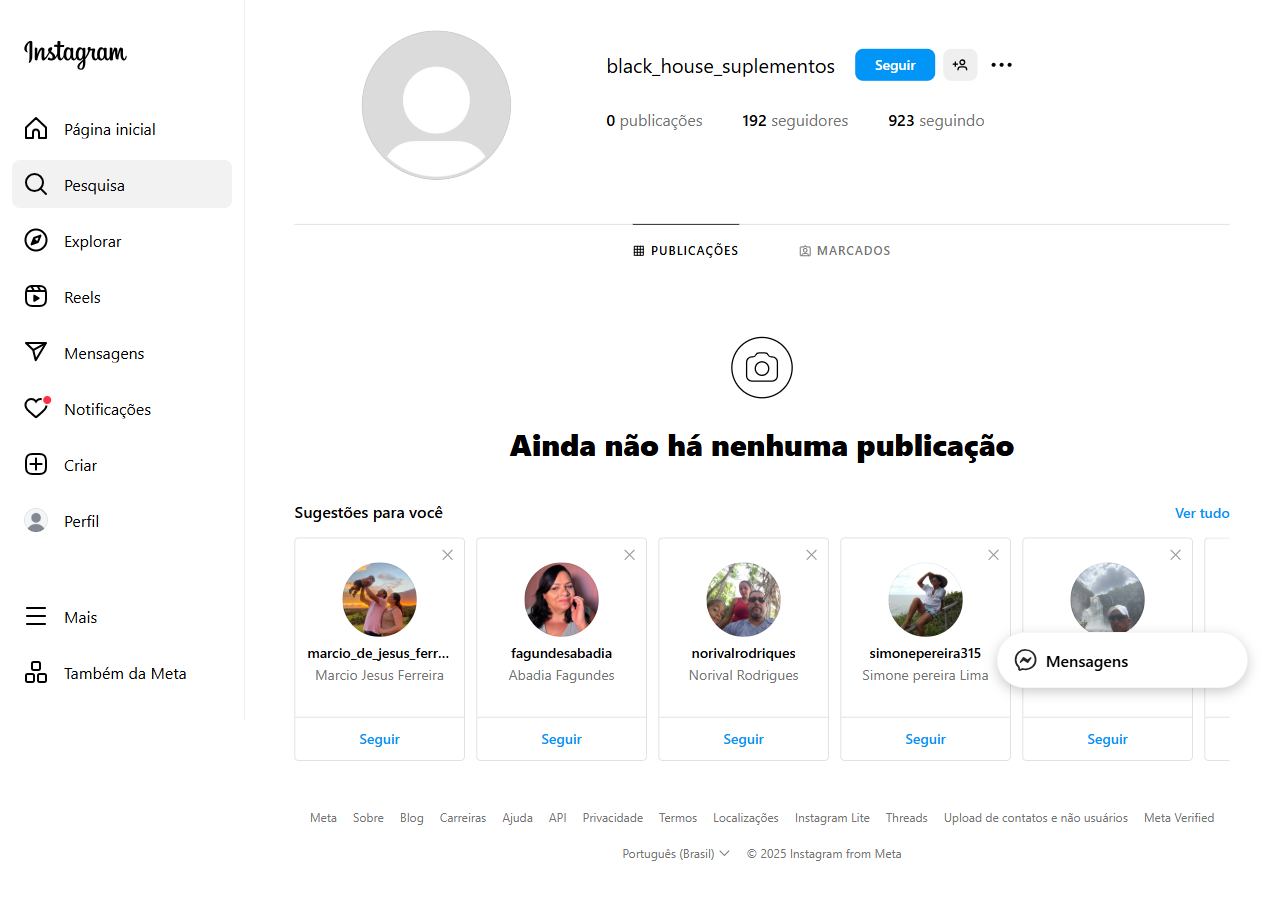 Instagram
Página inicial
Pesquisa
Explorar
Reels
Mensagens
Notificações
Criar
Perfil
Mais
Também da Meta
black_house_suplementos Seguir
0 publicações 192 seguidores 923 seguindo
PUBLICAÇÕES MARCADOS
Ainda não há nenhuma publicação
Sugestões para você Ver tudo
marcio_de_jesus_ferr... fagundesabadia norivalrodriques simonepereira315
Marcio Jesus Ferreira Abadia Fagundes Norival Rodrigues Simone pereira Lima
Mensagens
Seguir Seguir Seguir Seguir Seguir
Meta Sobre Blog Carreiras Ajuda API Privacidade Termos Localizações Instagram Lite Threads Upload de contatos e não usuários Meta Verified
Português (Brasil) © 2025 Instagram from Meta